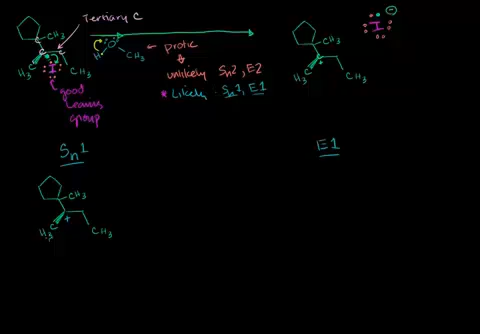 Tertiary C
C CH3
C C
H3C I CH3
good
leaving
group
H O CH3
protic
unlikely Sn2, E2
* Likely: Sn1, E1
CH3
H3C + CH3
I -
Sn1
E1
CH3
+
H3C
CH3